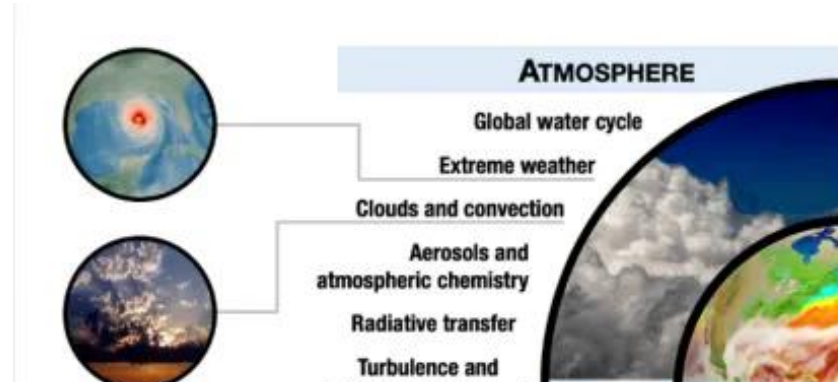 ATMOSPHERE
Global water cycle
Extreme weather
Clouds and convection
Aerosols and
atmospheric chemistry
Radiative transfer
Turbulence and